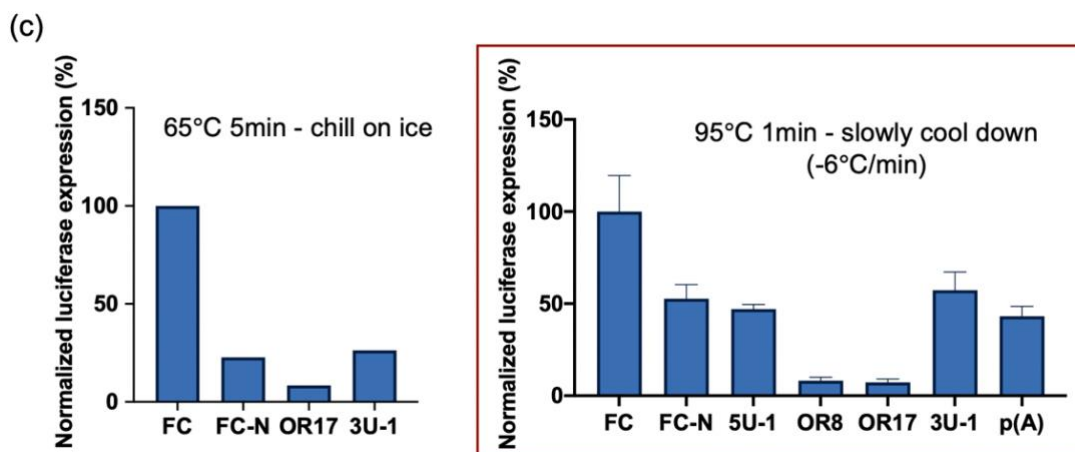 (c)
Normalized luciferase expression (%)
65°C 5min - chill on ice
150
100
50
0
FC FC-N OR17 3U-1
Normalized luciferase expression (%)
95°C 1min - slowly cool down
(-6°C/min)
150
100
50
0
FC FC-N 5U-1 OR8 OR17 3U-1 p(A)